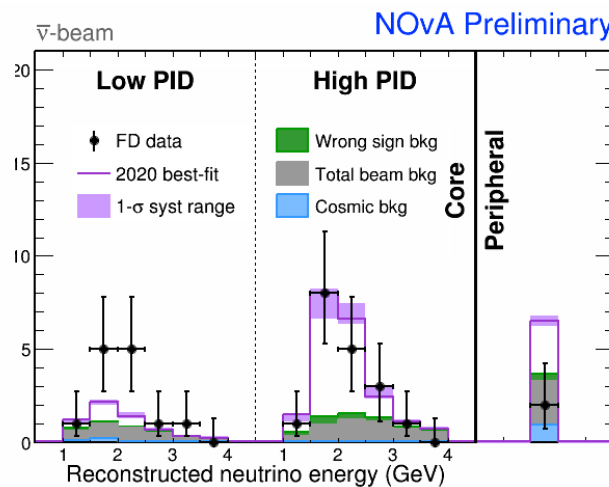 ν̄-beam
NOvA Preliminary
Low PID
High PID
FD data
2020 best-fit
1-σ syst range
Wrong sign bkg
Total beam bkg
Cosmic bkg
Core
Peripheral
20
15
10
5
0
1 2 3 4 1 2 3 4
Reconstructed neutrino energy (GeV)